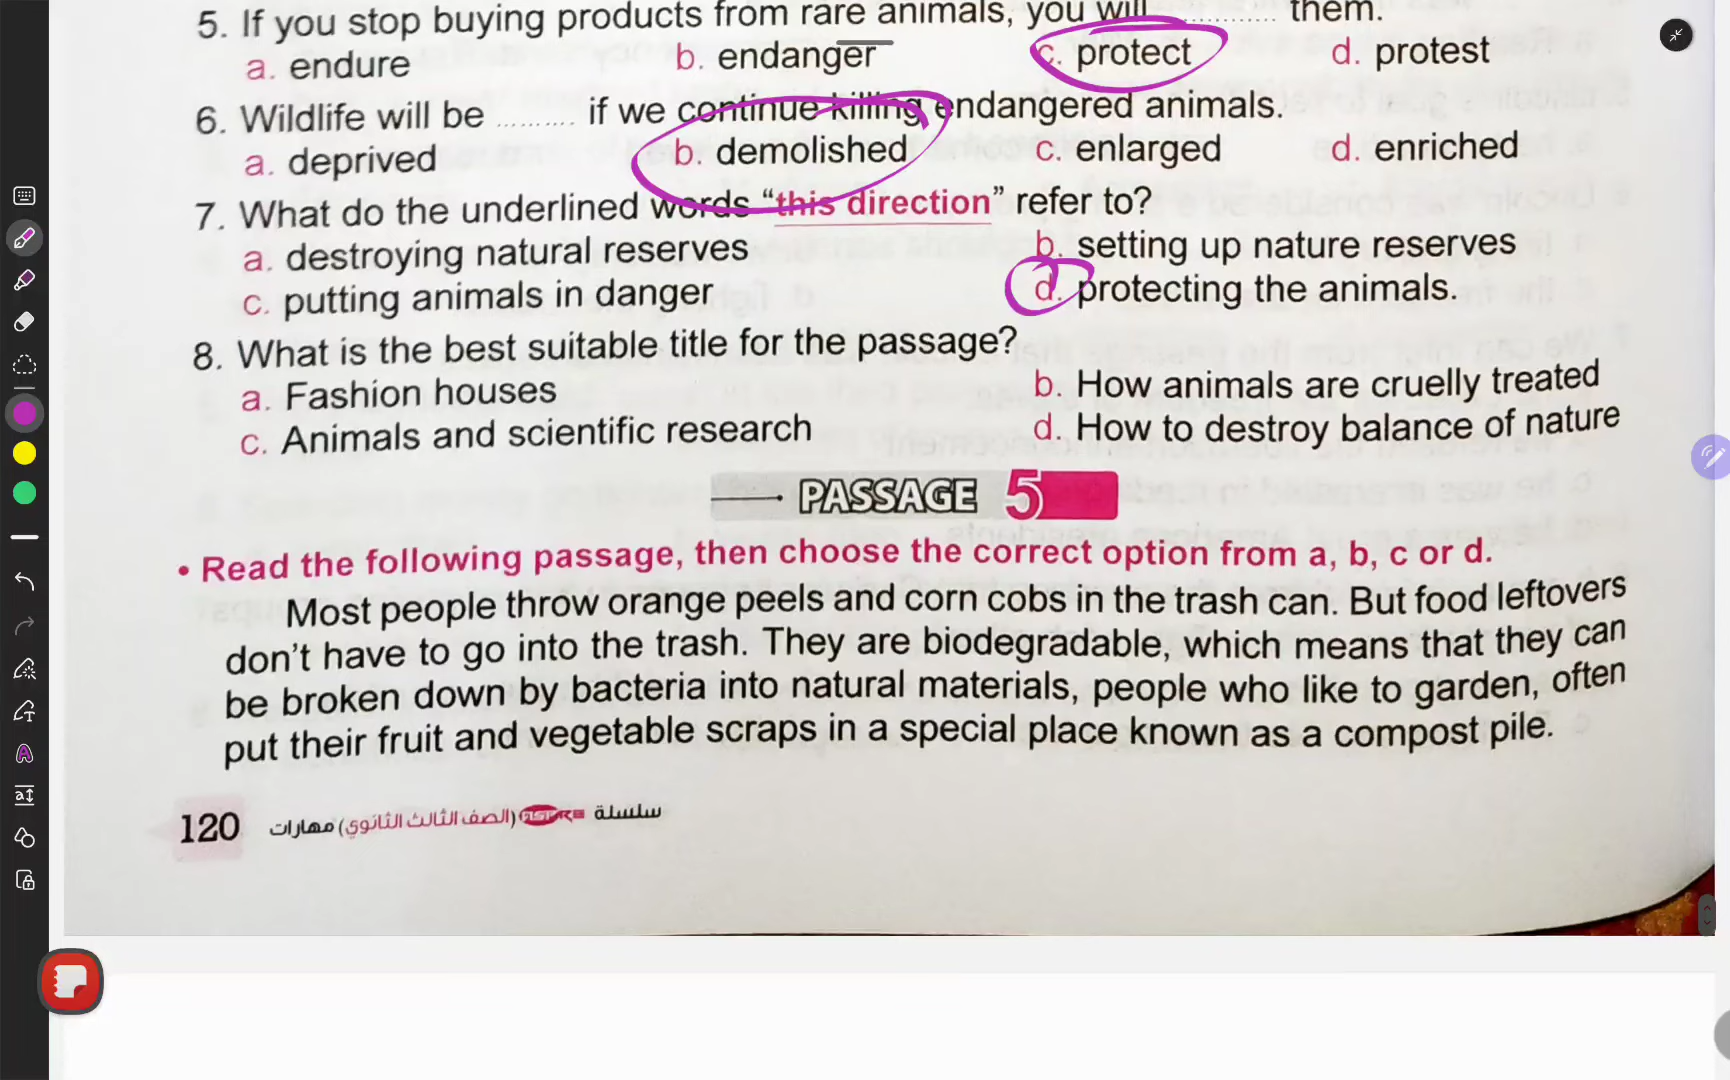 5. If you stop buying products from rare animals, you will .......... them.
a. endure b. endanger c. protect d. protest
6. Wildlife will be ......... if we continue killing endangered animals.
a. deprived b. demolished c. enlarged d. enriched
7. What do the underlined words “this direction” refer to?
a. destroying natural reserves b. setting up nature reserves
c. putting animals in danger d. protecting the animals.
8. What is the best suitable title for the passage?
a. Fashion houses b. How animals are cruelly treated
c. Animals and scientific research d. How to destroy balance of nature
PASSAGE 5
• Read the following passage, then choose the correct option from a, b, c or d.
Most people throw orange peels and corn cobs in the trash can. But food leftovers
don’t have to go into the trash. They are biodegradable, which means that they can
be broken down by bacteria into natural materials, people who like to garden, often
put their fruit and vegetable scraps in a special place known as a compost pile.
120 سلسلة (الصف الثالث الثانوي) مهارات